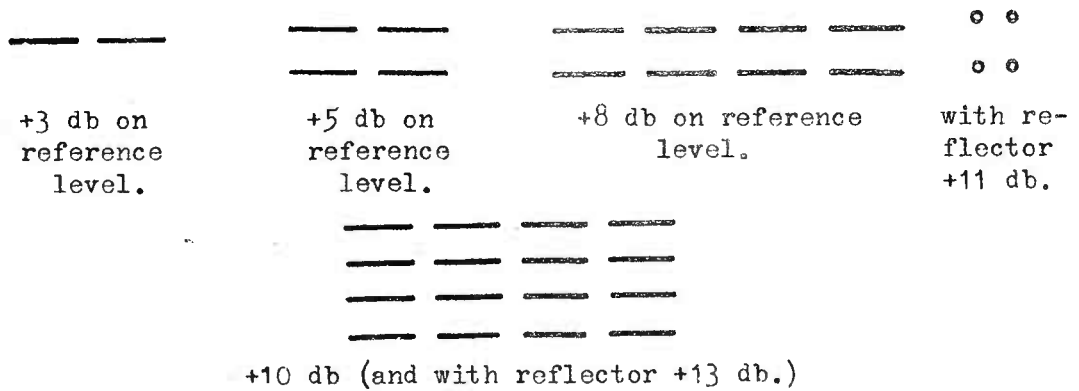 +3 db on
reference
level.
+5 db on
reference
level.
+8 db on reference
level.
with re-
flector
+11 db.
+10 db (and with reflector +13 db.)